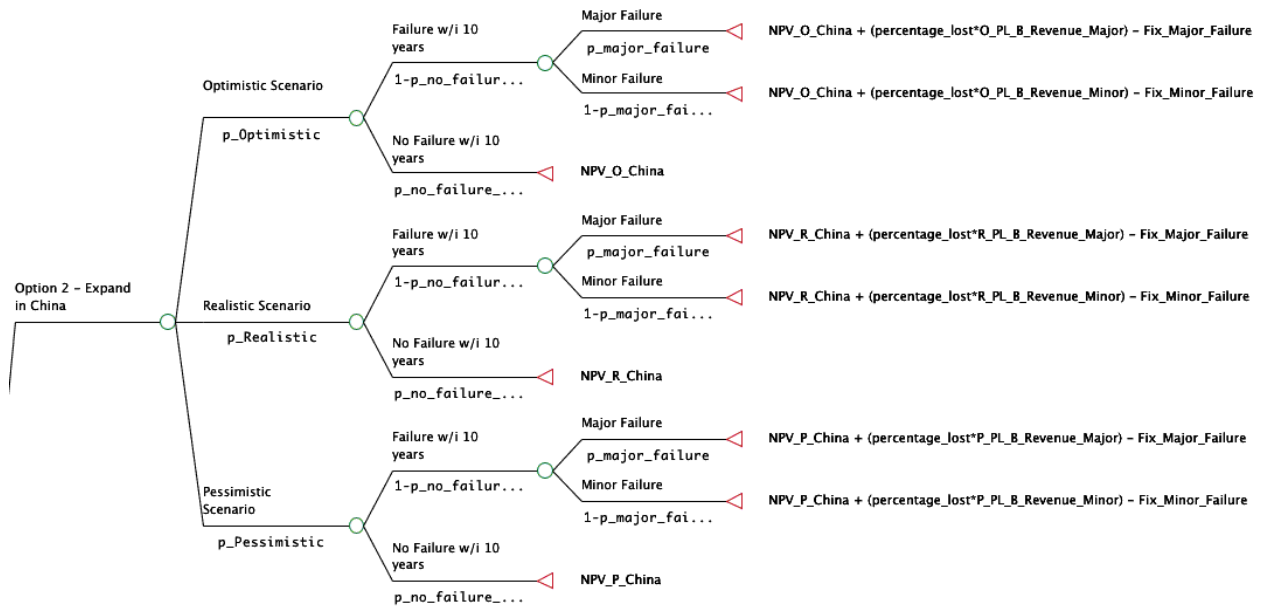 Failure w/i 10
years
1-p_no_failur...
Major Failure
p_major_failure
NPV_O_China + (percentage_lost*O_PL_B_Revenue_Major) - Fix_Major_Failure
Minor Failure
1-p_major_fai...
NPV_O_China + (percentage_lost*O_PL_B_Revenue_Minor) - Fix_Minor_Failure
Optimistic Scenario
p_Optimistic
No Failure w/i 10
years
p_no_failure_...
NPV_O_China
Option 2 - Expand
in China
Failure w/i 10
years
1-p_no_failur...
Major Failure
p_major_failure
NPV_R_China + (percentage_lost*R_PL_B_Revenue_Major) - Fix_Major_Failure
Minor Failure
1-p_major_fai...
NPV_R_China + (percentage_lost*R_PL_B_Revenue_Minor) - Fix_Minor_Failure
Realistic Scenario
p_Realistic
No Failure w/i 10
years
p_no_failure_...
NPV_R_China
Failure w/i 10
years
1-p_no_failur...
Major Failure
p_major_failure
NPV_P_China + (percentage_lost*P_PL_B_Revenue_Major) - Fix_Major_Failure
Minor Failure
1-p_major_fai...
NPV_P_China + (percentage_lost*P_PL_B_Revenue_Minor) - Fix_Minor_Failure
Pessimistic
Scenario
p_Pessimistic
No Failure w/i 10
years
p_no_failure_...
NPV_P_China